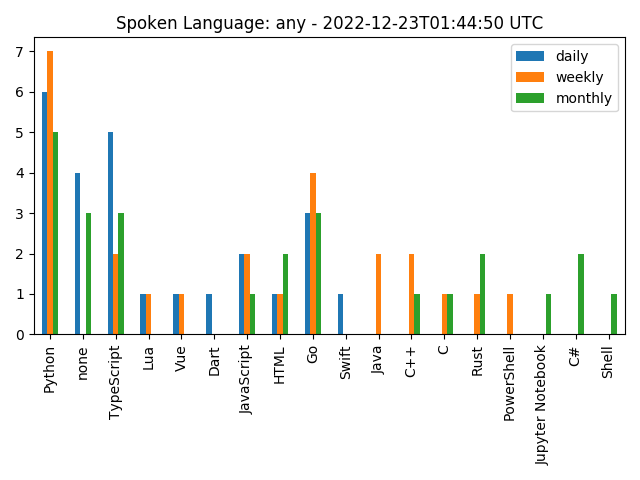 Spoken Language: any - 2022-12-23T01:44:50 UTC
daily
weekly
monthly
7
6
5
4
3
2
1
0
Python
none
TypeScript
Lua
Vue
Dart
JavaScript
HTML
Go
Swift
Java
C++
C
Rust
PowerShell
Jupyter Notebook
C#
Shell